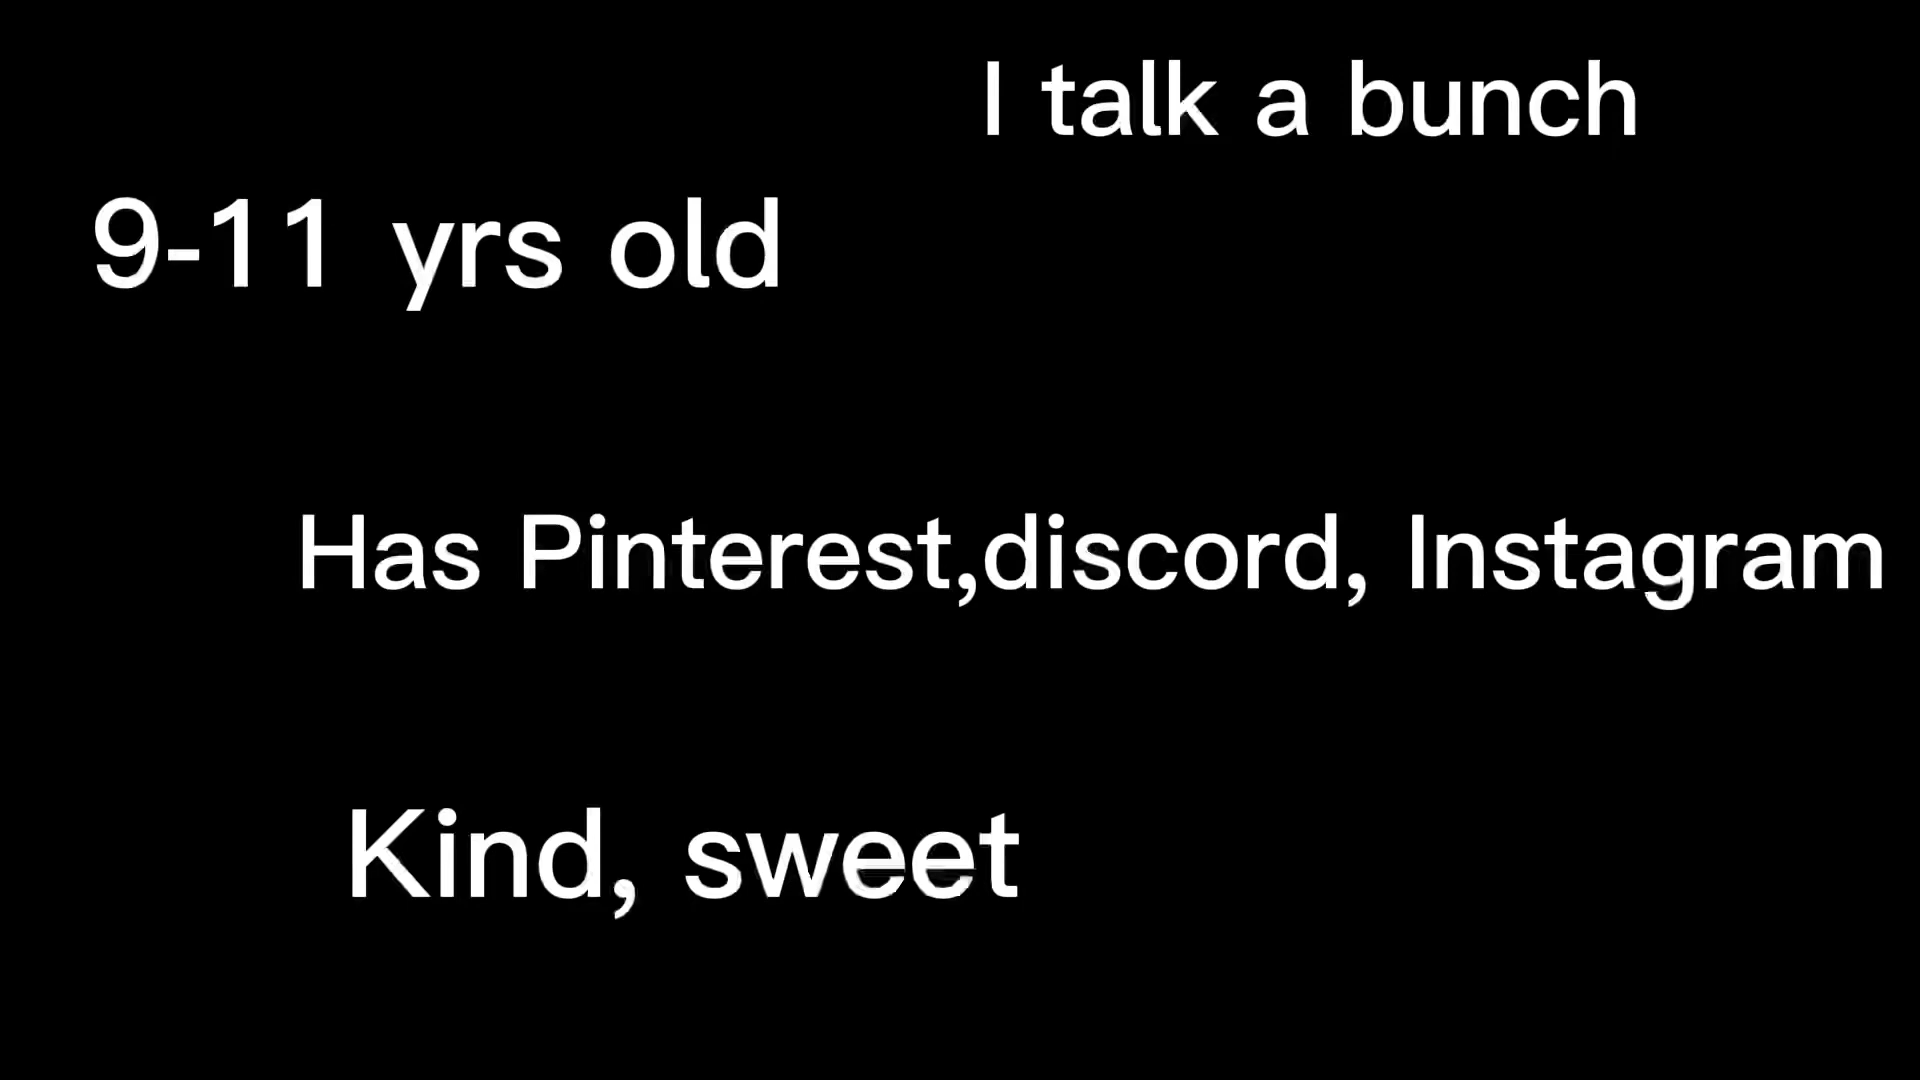 I talk a bunch
9-11 yrs old
Has Pinterest,discord, Instagram
Kind, sweet